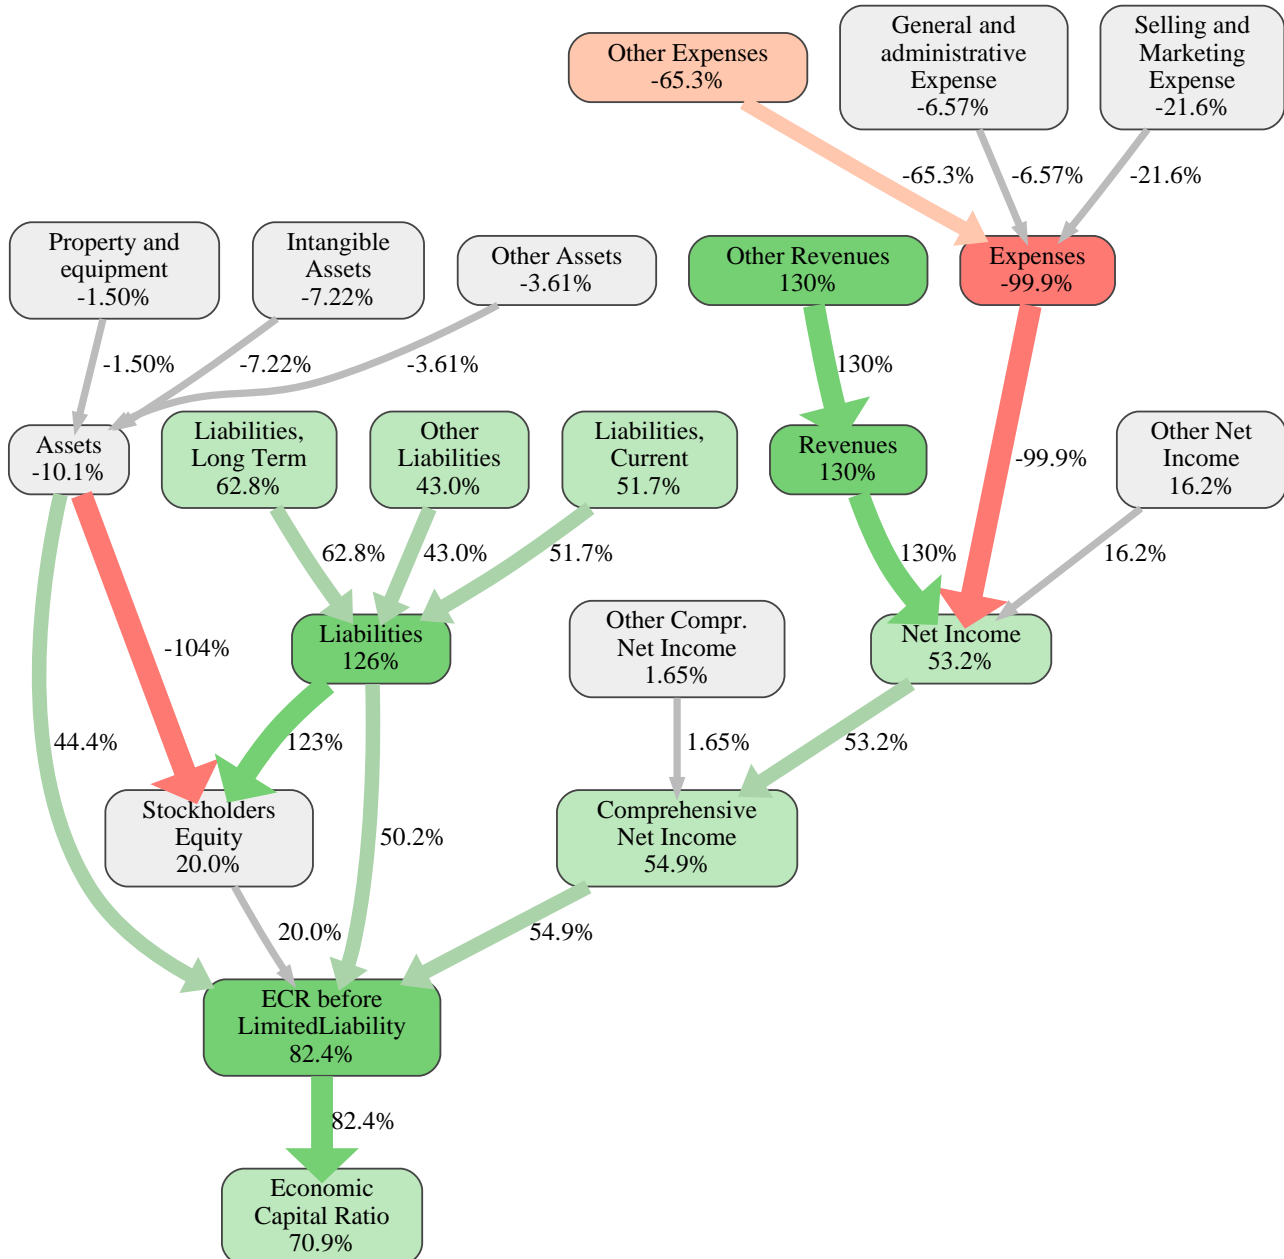 Other Expenses
-65.3%
General and
administrative
Expense
-6.57%
Selling and
Marketing
Expense
-21.6%
-65.3%
-6.57%
-21.6%
Property and
equipment
-1.50%
Intangible
Assets
-7.22%
Other Assets
-3.61%
Other Revenues
130%
Expenses
-99.9%
-1.50%
-7.22%
-3.61%
130%
Assets
-10.1%
Liabilities,
Long Term
62.8%
Other
Liabilities
43.0%
Liabilities,
Current
51.7%
Revenues
130%
-99.9%
Other Net
Income
16.2%
62.8%
43.0%
51.7%
130%
16.2%
Liabilities
126%
Other Compr.
Net Income
1.65%
Net Income
53.2%
-104%
44.4%
123%
1.65%
53.2%
Stockholders
Equity
20.0%
50.2%
Comprehensive
Net Income
54.9%
20.0%
54.9%
ECR before
LimitedLiability
82.4%
82.4%
Economic
Capital Ratio
70.9%